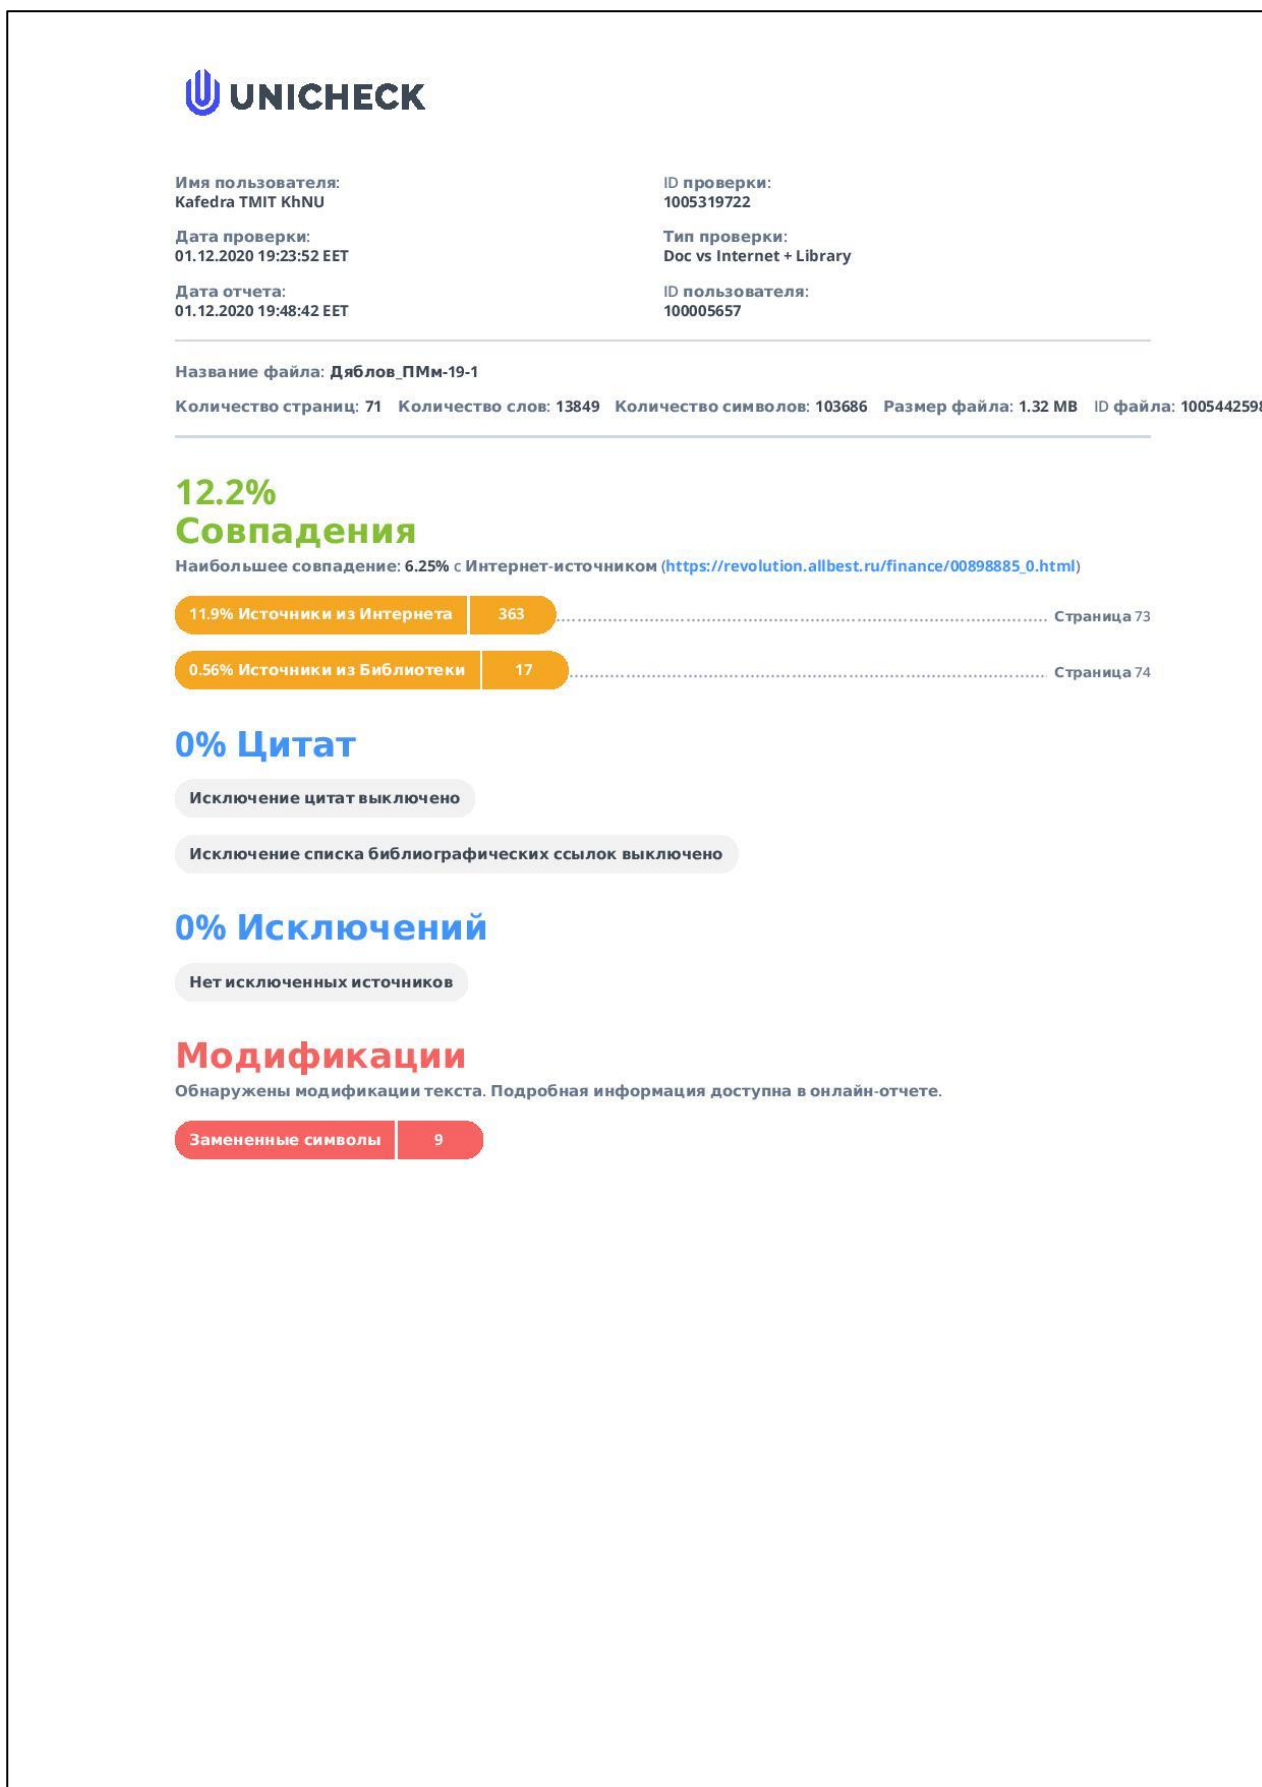 UNICHECK
Имя пользователя:
Kafedra TMIT KhNU
ID проверки:
1005319722
Дата проверки:
01.12.2020 19:23:52 EET
Тип проверки:
Doc vs Internet + Library
Дата отчета:
01.12.2020 19:48:42 EET
ID пользователя:
100005657
Название файла: Дяблов_ПМм-19-1
Количество страниц: 71 Количество слов: 13849 Количество символов: 103686 Размер файла: 1.32 MB ID файла: 1005442598
12.2%
Совпадения
Наибольшее совпадение: 6.25% с Интернет-источником (https://revolution.allbest.ru/finance/00898885_0.html)
11.9% Источники из Интернета 363 Страница 73
0.56% Источники из Библиотеки 17 Страница 74
0% Цитат
Исключение цитат выключено
Исключение списка библиографических ссылок выключено
0% Исключений
Нет исключенных источников
Модификации
Обнаружены модификации текста. Подробная информация доступна в онлайн-отчете.
Замененные символы 9